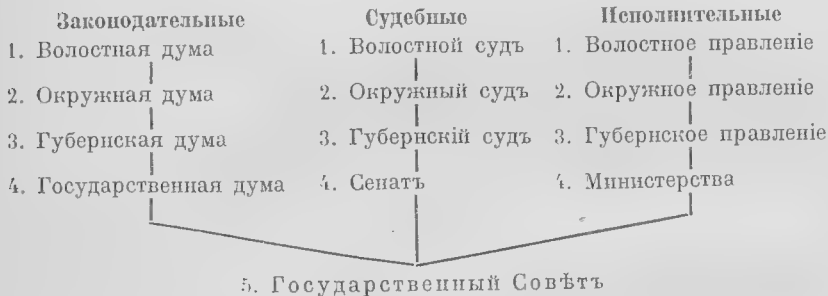 Законодательные Судебные Исполнительные
1. Волостная дума 1. Волостной судъ 1. Волостное правленіе
2. Окружная дума 2. Окружный судъ 2. Окружное правленіе
3. Губернская дума 3. Губернскій судъ 3. Губернское правленіе
4. Государственная дума 4. Сенатъ 4. Министерства
5. Государственный Совѣтъ